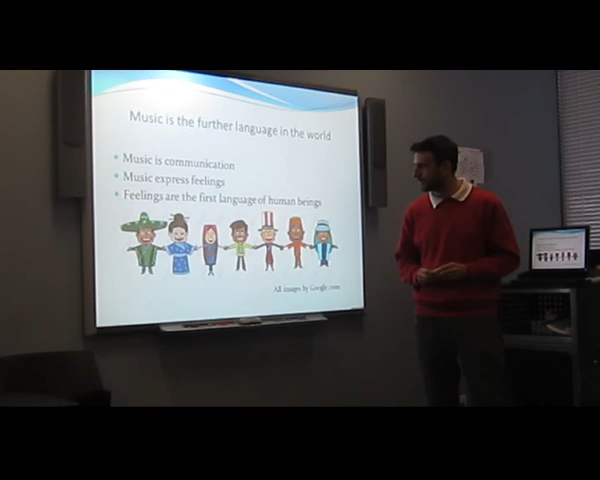 Music is the further language in the world
Music is communication
Music express feelings
Feelings are the first language of human beings
All images by Google.com